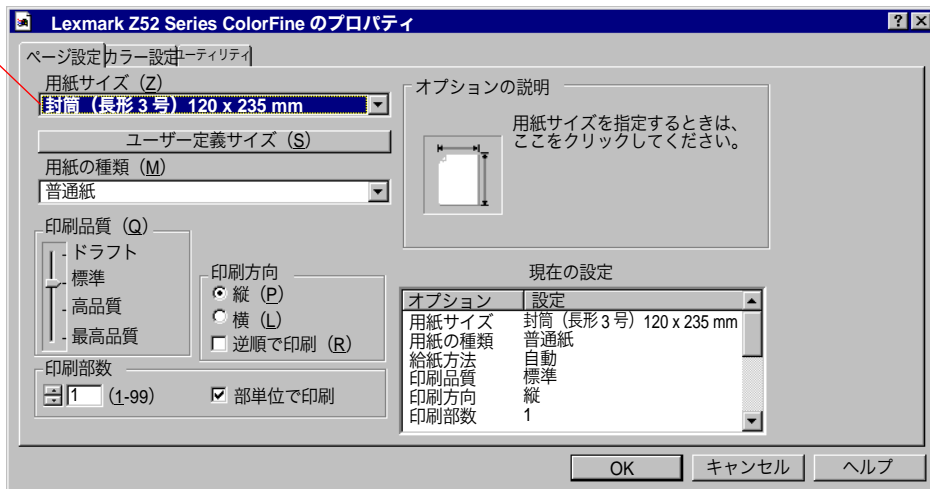 Lexmark Z52 Series ColorFine のプロパティ
ページ設定 カラー設定 ユーティリティ
用紙サイズ（Z）
封筒（長形 3 号）120 x 235 mm
ユーザー定義サイズ（S）
用紙の種類（M）
普通紙
印刷品質（Q）
ドラフト
標準
高品質
最高品質
印刷方向
縦（P）
横（L）
逆順で印刷（R）
印刷部数
1 (1-99)
部単位で印刷
オプションの説明
用紙サイズを指定するときは、
ここをクリックしてください。
現在の設定
オプション 設定
用紙サイズ 封筒（長形 3 号）120 x 235 mm
用紙の種類 普通紙
給紙方法 自動
印刷品質 標準
印刷方向 縦
印刷部数 1
OK キャンセル ヘルプ